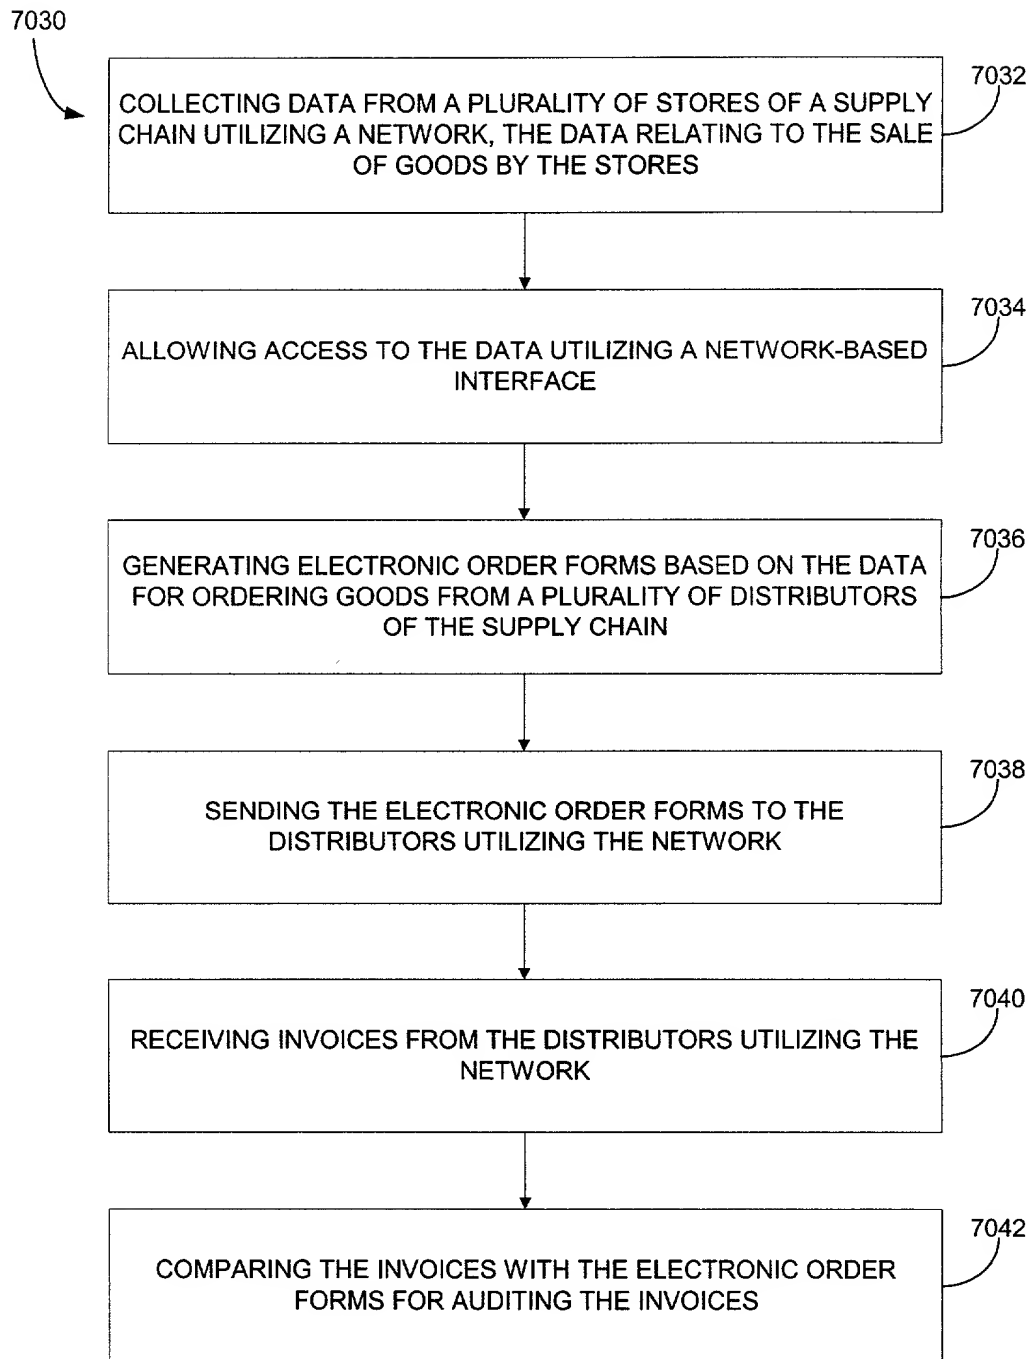 7030
7032
COLLECTING DATA FROM A PLURALITY OF STORES OF A SUPPLY
CHAIN UTILIZING A NETWORK, THE DATA RELATING TO THE SALE
OF GOODS BY THE STORES
7034
ALLOWING ACCESS TO THE DATA UTILIZING A NETWORK-BASED
INTERFACE
7036
GENERATING ELECTRONIC ORDER FORMS BASED ON THE DATA
FOR ORDERING GOODS FROM A PLURALITY OF DISTRIBUTORS
OF THE SUPPLY CHAIN
7038
SENDING THE ELECTRONIC ORDER FORMS TO THE
DISTRIBUTORS UTILIZING THE NETWORK
7040
RECEIVING INVOICES FROM THE DISTRIBUTORS UTILIZING THE
NETWORK
7042
COMPARING THE INVOICES WITH THE ELECTRONIC ORDER
FORMS FOR AUDITING THE INVOICES